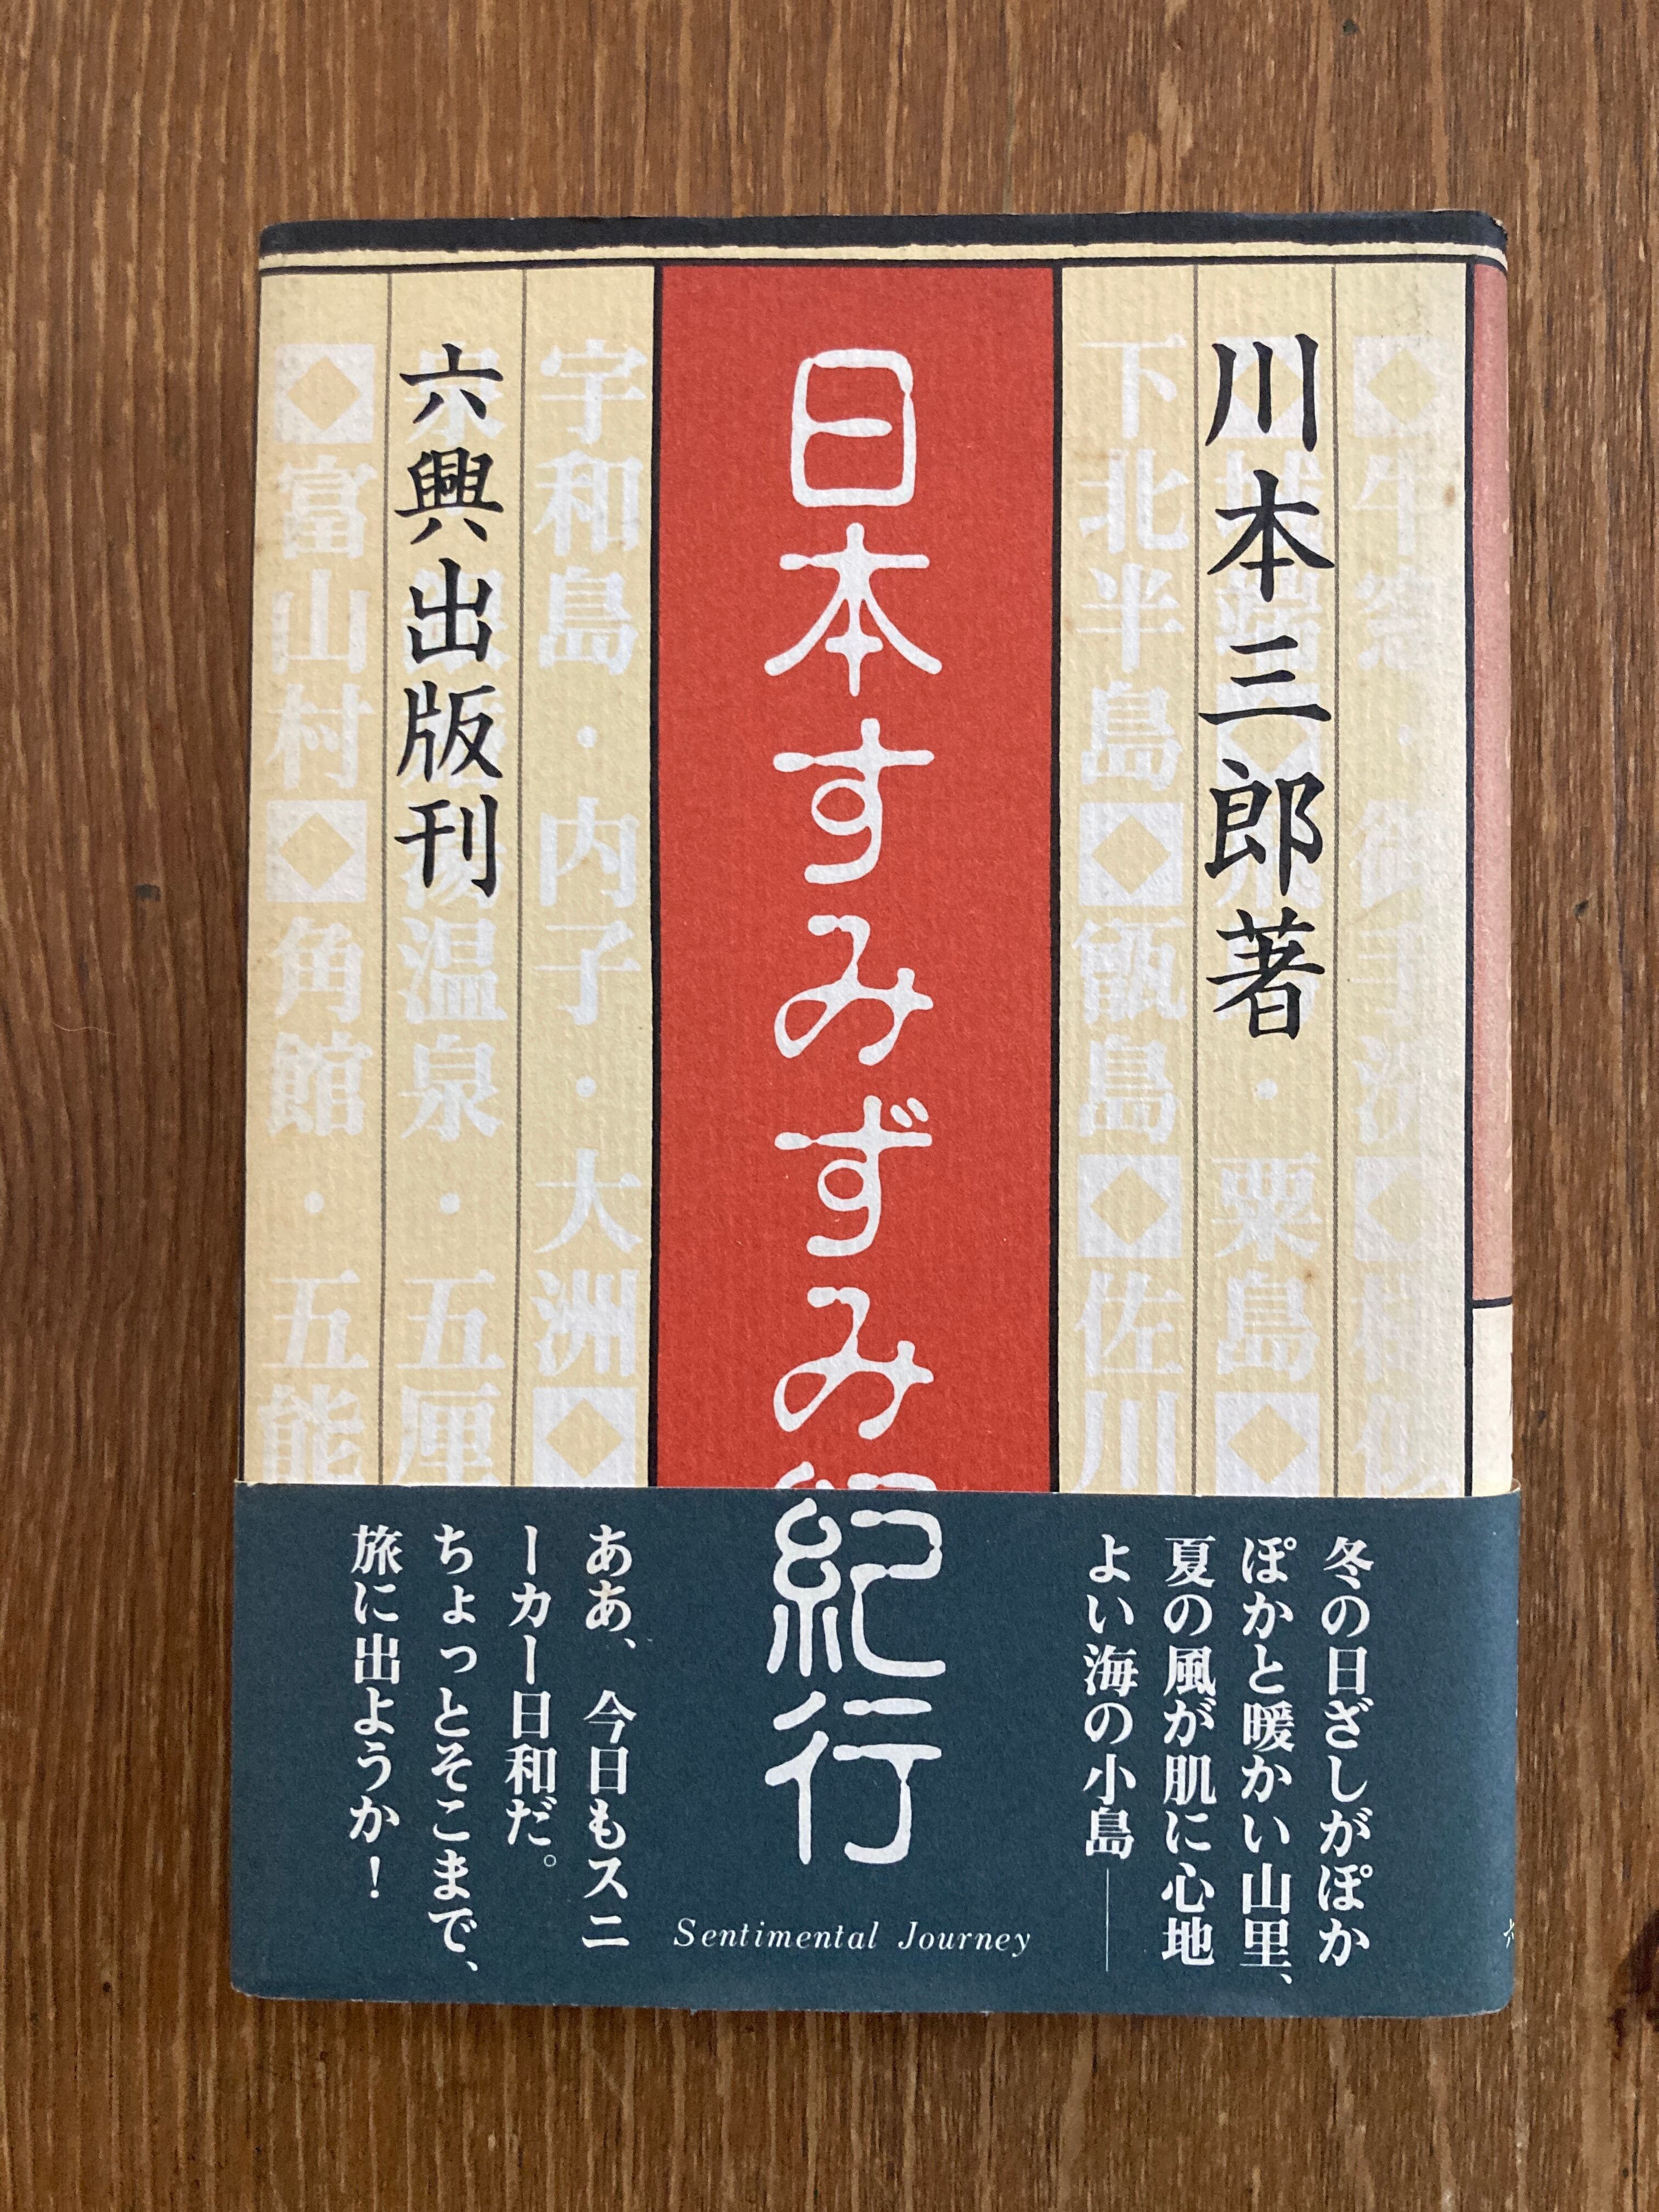 川本三郎著
下北半島◆甑島◆佐川
日本すみずみ紀行
宇和島・内子・大洲◆
六興出版刊
温泉・五厘
◆富山村◆角館・五能
冬の日ざしがぽか
ぽかと暖かい山里、
夏の風が肌に心地
よい海の小島――
Sentimental Journey
ああ、今日もスニ
ーカー日和だ。
ちょっとそこまで、
旅に出ようか！